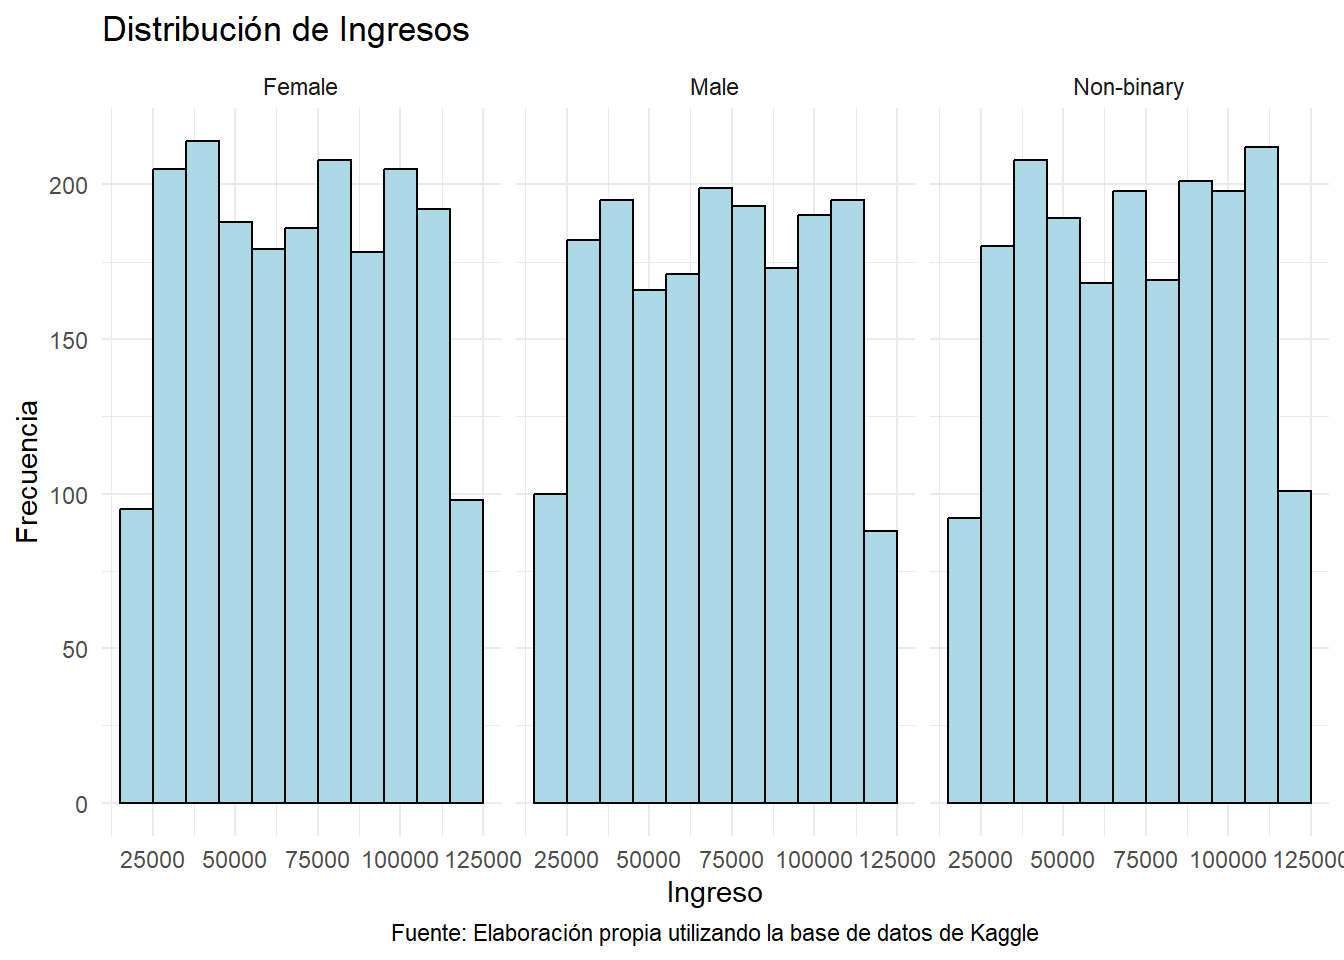 Distribución de Ingresos
Female Male Non-binary
200
150
100
50
0
Frecuencia
25000 50000 75000 100000 125000 25000 50000 75000 100000 125000 25000 50000 75000 100000 125000
Ingreso
Fuente: Elaboración propia utilizando la base de datos de Kaggle